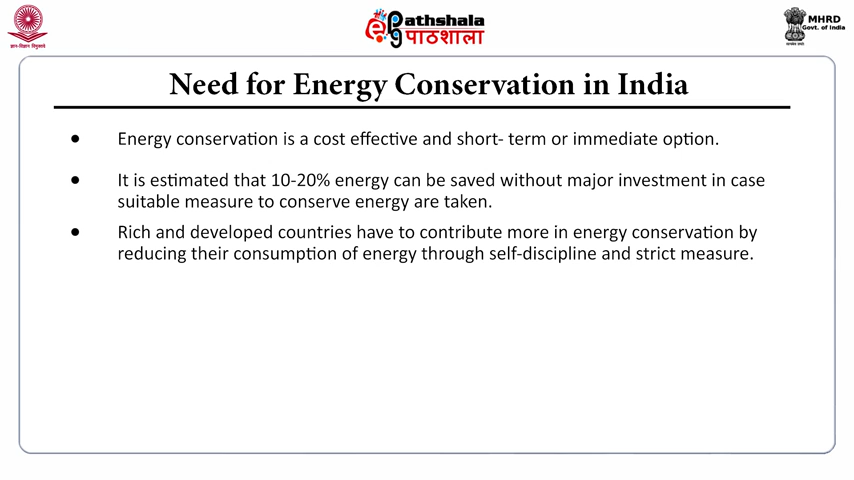 ePathshala
पाठशाला
MHRD
Govt. of India
ज्ञान-विज्ञान विमुक्तये
Need for Energy Conservation in India
● Energy conservation is a cost effective and short- term or immediate option.
● It is estimated that 10-20% energy can be saved without major investment in case
suitable measure to conserve energy are taken.
● Rich and developed countries have to contribute more in energy conservation by
reducing their consumption of energy through self-discipline and strict measure.